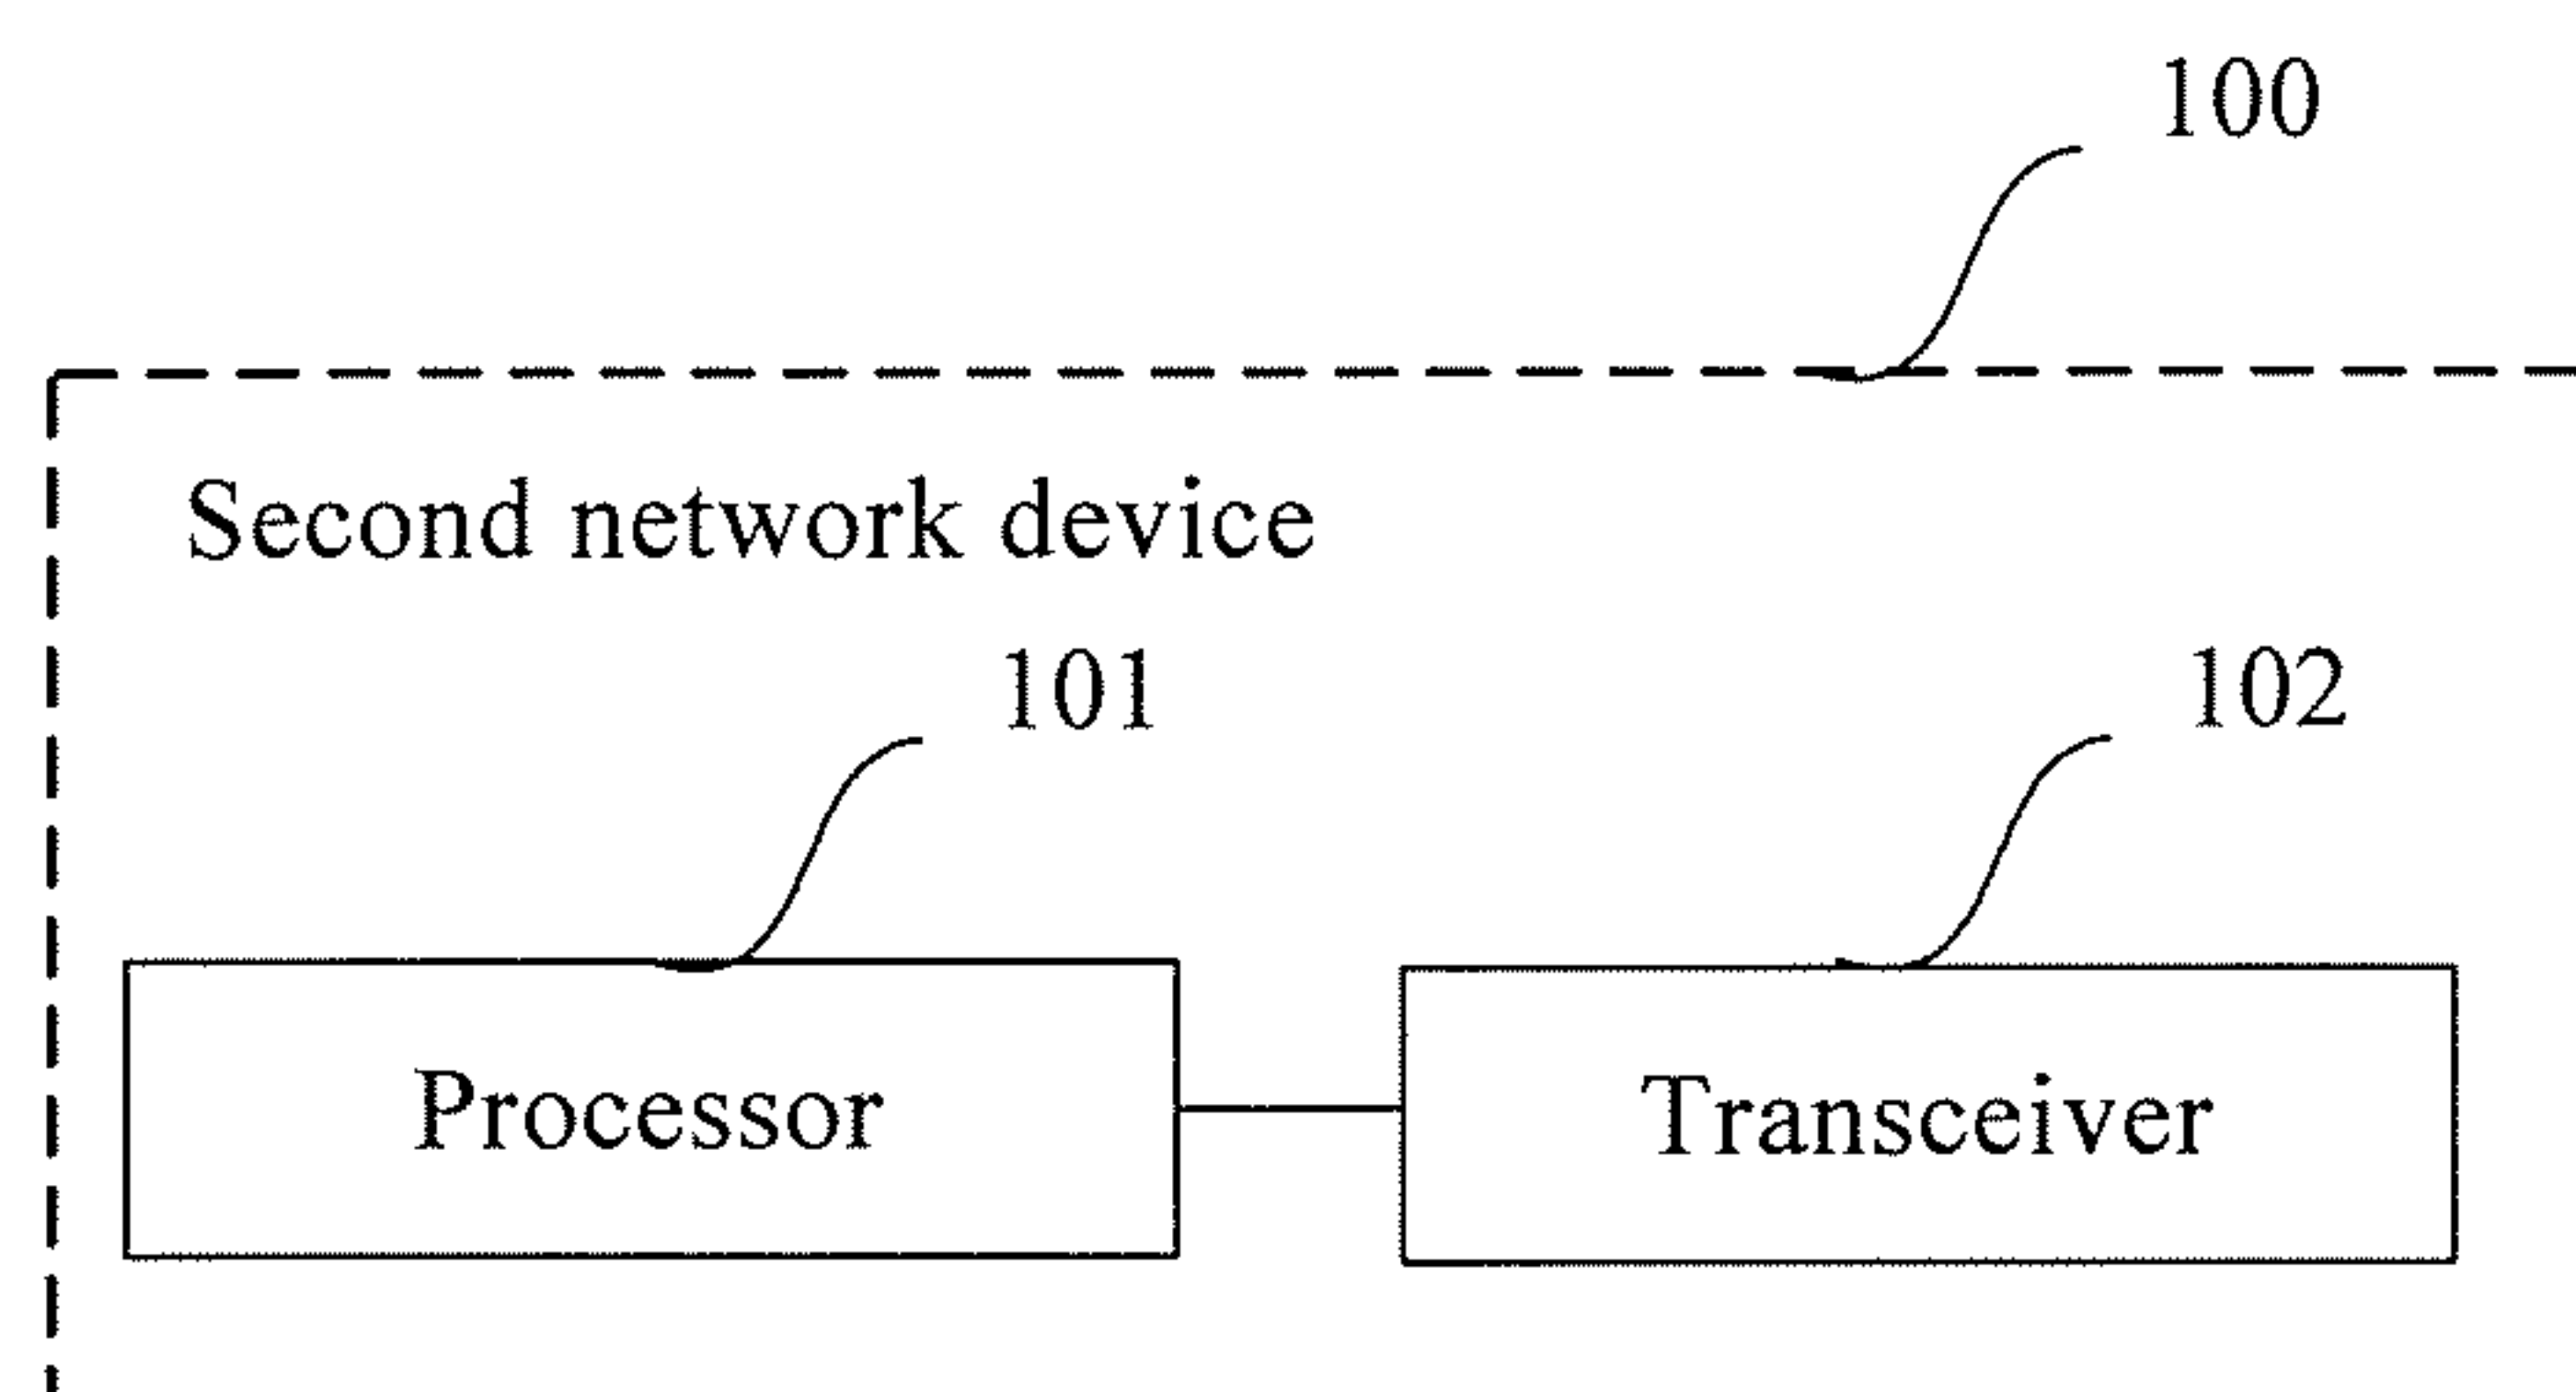 100
Second network device
101
102
Processor
Transceiver